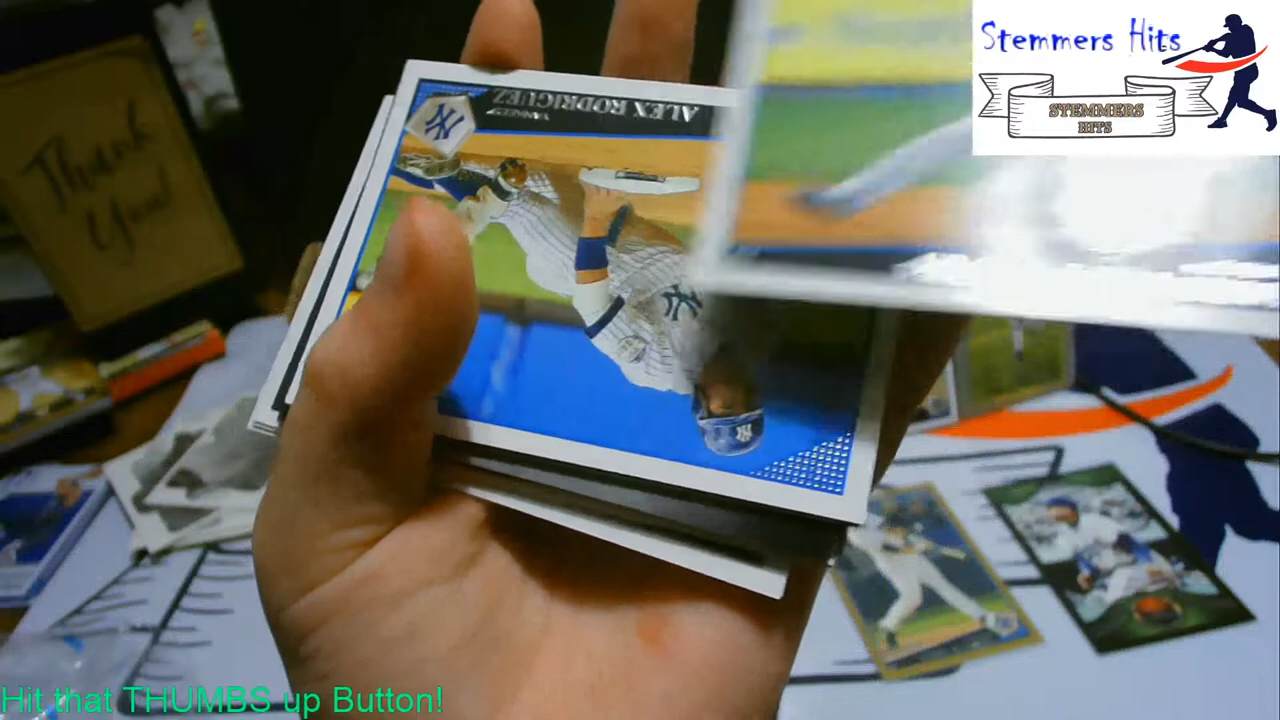 Stemmers Hits
STEMMERS
HITS
Thank
You
ALEX RODRIGUEZ
YANKEES
Hit that THUMBS up Button!